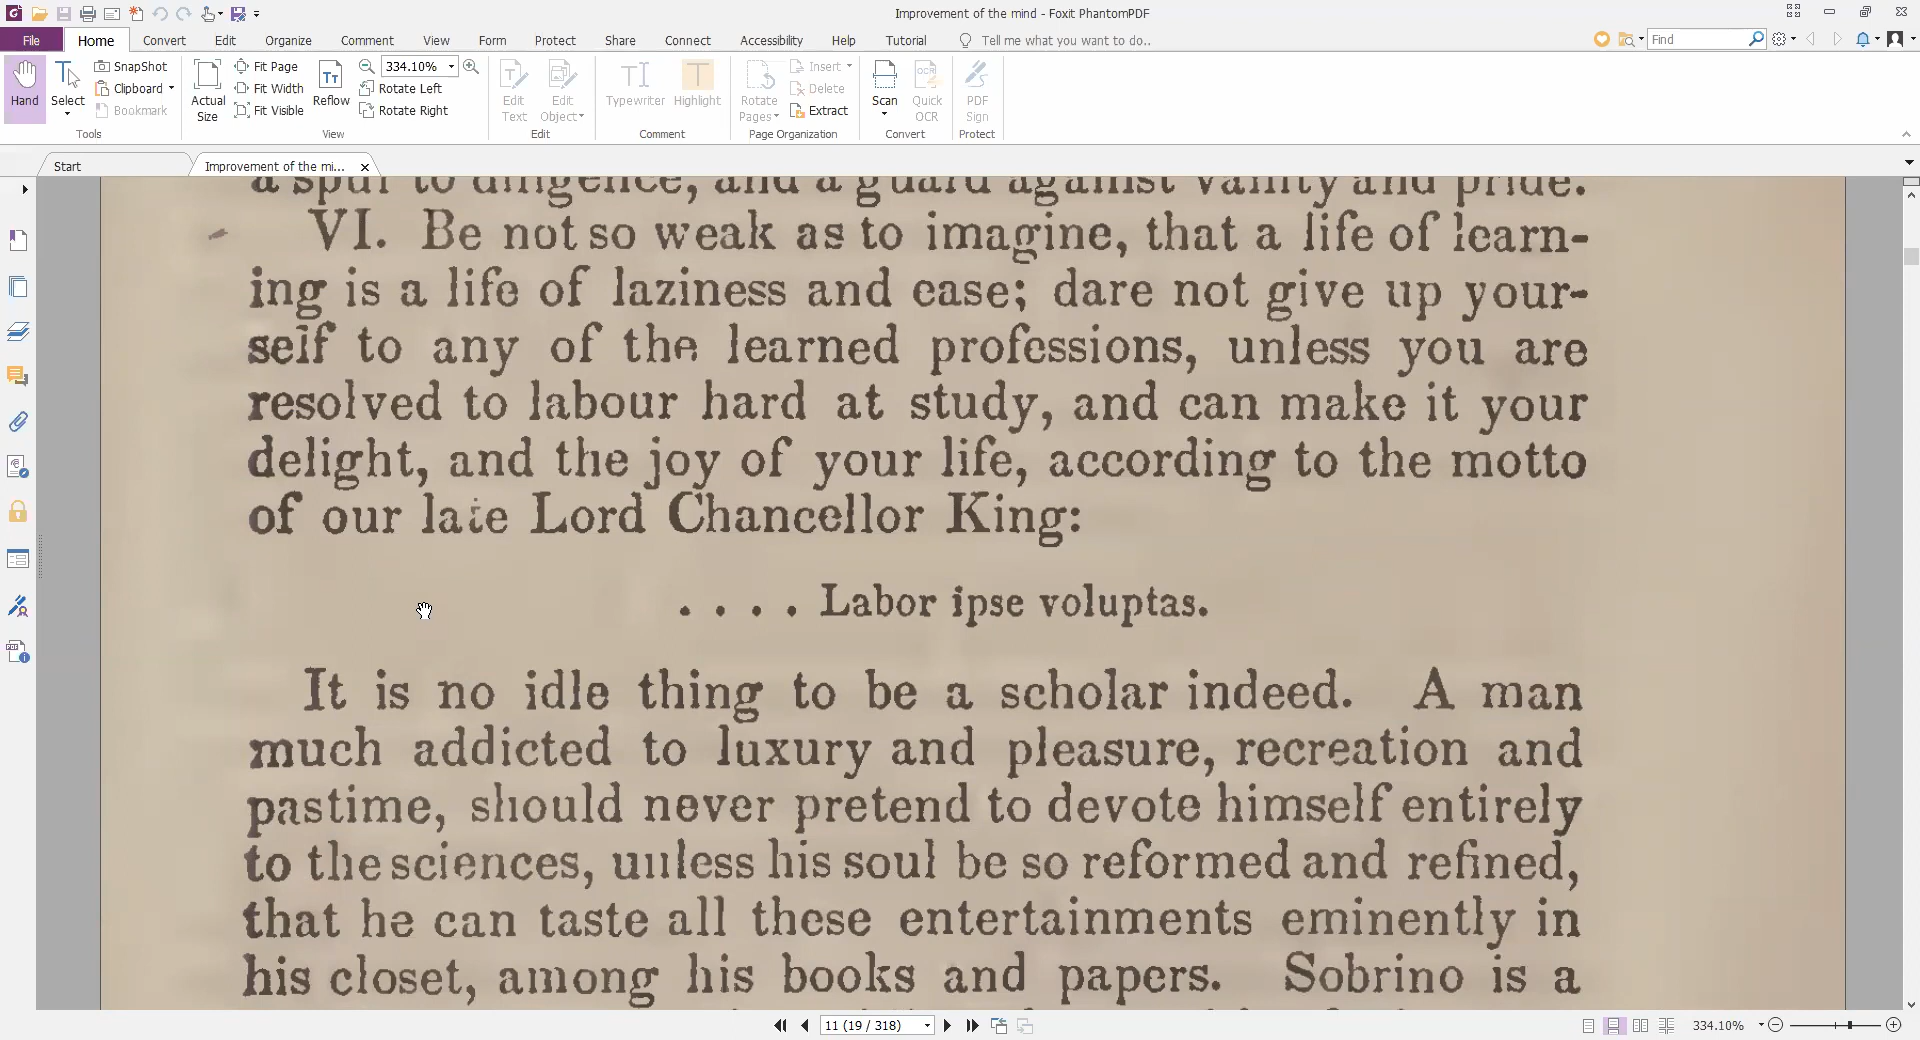 Improvement of the mind - Foxit PhantomPDF
File Home Convert Edit Organize Comment View Form Protect Share Connect Accessibility Help Tutorial Tell me what you want to do.. Find
Hand
Select
SnapShot
Clipboard
Bookmark
Tools
Actual Size
Fit Page
Fit Width
Fit Visible
Reflow
334.10%
Rotate Left
Rotate Right
View
Edit Text
Edit Object
Edit
Typewriter
Highlight
Comment
Rotate Pages
Insert
Delete
Extract
Page Organization
Scan
Quick OCR
Convert
PDF Sign
Protect
Start Improvement of the mi...
a spur to diligence, and a guard against vanity and pride.
VI. Be not so weak as to imagine, that a life of learn-
ing is a life of laziness and ease; dare not give up your-
self to any of the learned professions, unless you are
resolved to labour hard at study, and can make it your
delight, and the joy of your life, according to the motto
of our late Lord Chancellor King:
. . . . Labor ipse voluptas.
It is no idle thing to be a scholar indeed. A man
much addicted to luxury and pleasure, recreation and
pastime, should never pretend to devote himself entirely
to the sciences, unless his soul be so reformed and refined,
that he can taste all these entertainments eminently in
his closet, among his books and papers. Sobrino is a
11 (19 / 318) 334.10%